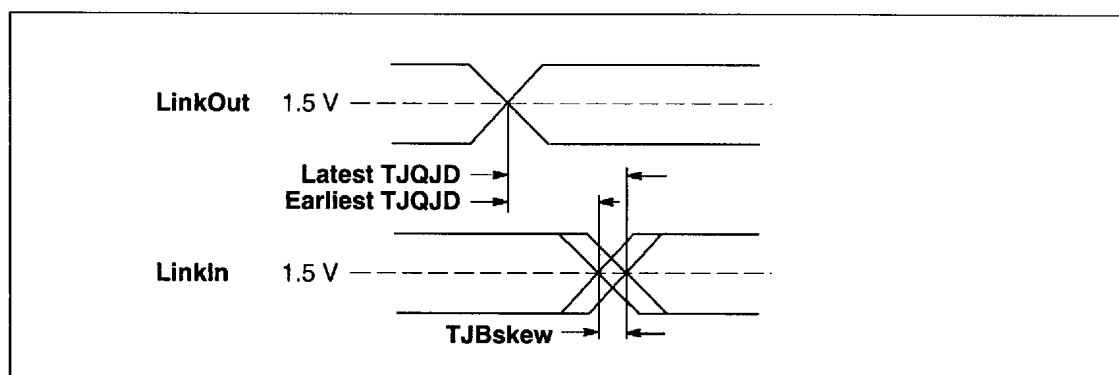 LinkOut 1.5 V
Latest TJQJD
Earliest TJQJD
LinkIn 1.5 V
TJBskew